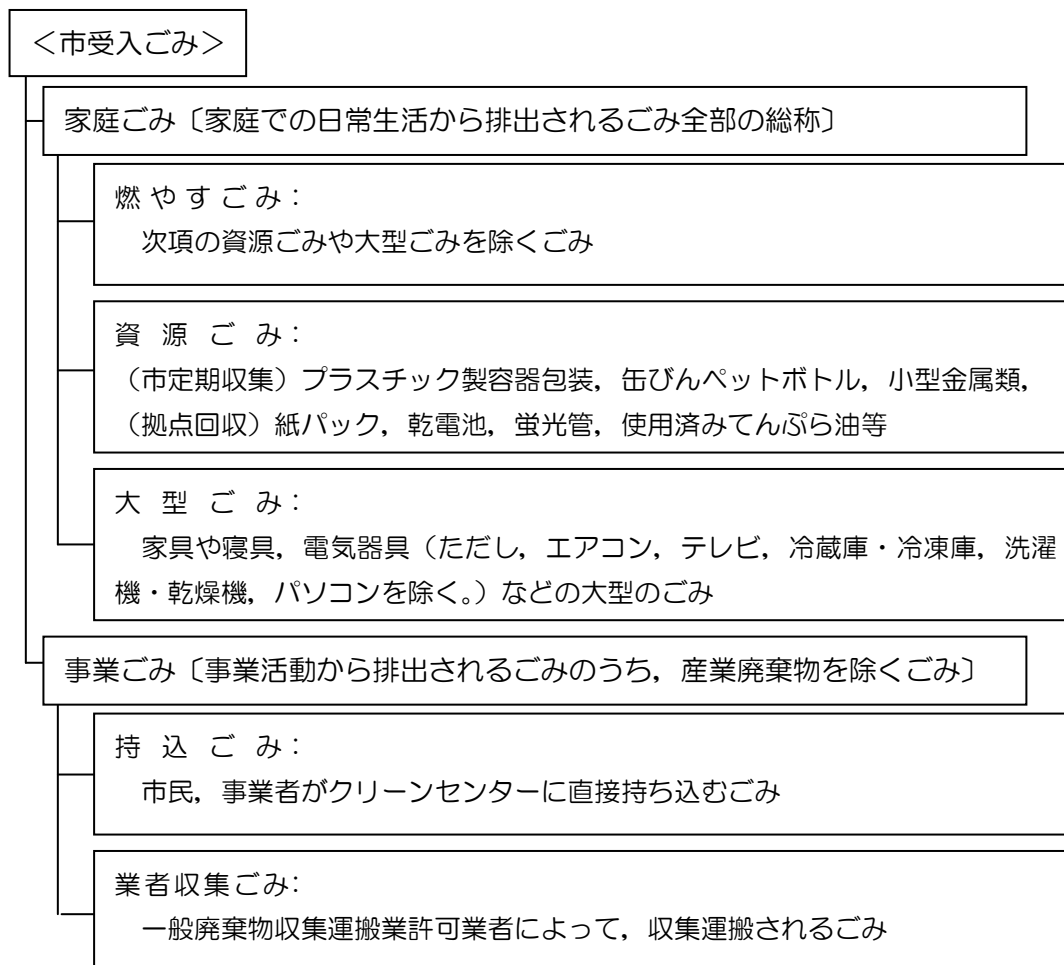 ＜市受入ごみ＞
家庭ごみ〔家庭での日常生活から排出されるごみ全部の総称〕
燃やすごみ：
次項の資源ごみや大型ごみを除くごみ
資源ごみ：
（市定期収集）プラスチック製容器包装，缶びんペットボトル，小型金属類，
（拠点回収）紙パック，乾電池，蛍光管，使用済みてんぷら油等
大型ごみ：
家具や寝具，電気器具（ただし，エアコン，テレビ，冷蔵庫・冷凍庫，洗濯
機・乾燥機，パソコンを除く。）などの大型のごみ
事業ごみ〔事業活動から排出されるごみのうち，産業廃棄物を除くごみ〕
持込ごみ：
市民，事業者がクリーンセンターに直接持ち込むごみ
業者収集ごみ：
一般廃棄物収集運搬業許可業者によって，収集運搬されるごみ